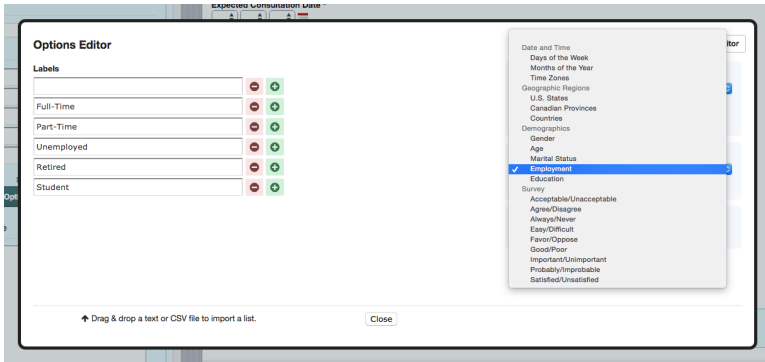 Expected Consultation Date
Options Editor
Labels
Full-Time
Part-Time
Unemployed
Retired
Student
Drag & drop a text or CSV file to import a list.
Close
Date and Time
Days of the Week
Months of the Year
Time Zones
Geographic Regions
U.S. States
Canadian Provinces
Countries
Demographics
Gender
Age
Marital Status
Employment
Education
Survey
Acceptable/Unacceptable
Agree/Disagree
Always/Never
Easy/Difficult
Favor/Oppose
Good/Poor
Important/Unimportant
Probably/Improbable
Satisfied/Unsatisfied
itor
Opti